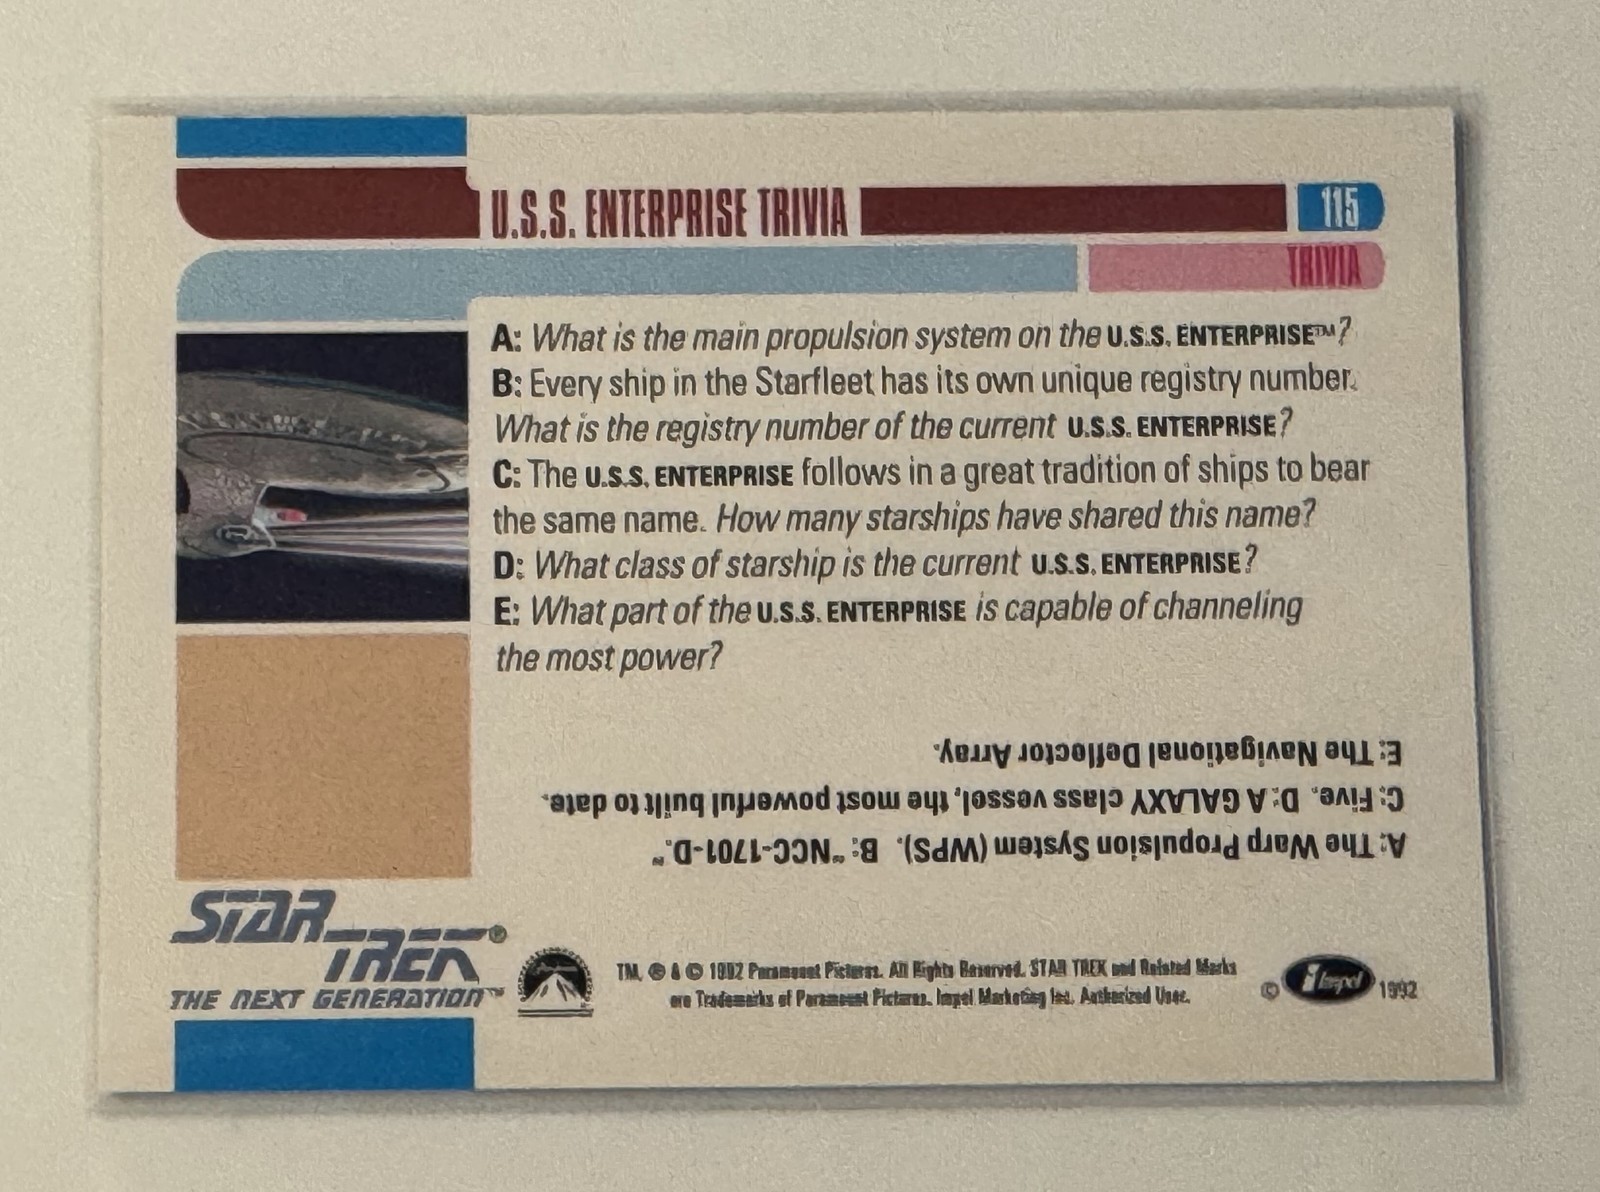 U.S.S. ENTERPRISE TRIVIA
115
TRIVIA
A: What is the main propulsion system on the U.S.S. ENTERPRISE™?
B: Every ship in the Starfleet has its own unique registry number.
What is the registry number of the current U.S.S. ENTERPRISE?
C: The U.S.S. ENTERPRISE follows in a great tradition of ships to bear
the same name. How many starships have shared this name?
D: What class of starship is the current U.S.S. ENTERPRISE?
E: What part of the U.S.S. ENTERPRISE is capable of channeling
the most power?
A: The Warp Propulsion System (WPS). B: "NCC-1701-D."
C: Five. D: A GALAXY class vessel, the most powerful built to date.
E: The Navigational Deflector Array.
STAR
TREK®
THE NEXT GENERATION™
TM, ® & © 1992 Paramount Pictures. All Rights Reserved. STAR TREK and Related Marks
are Trademarks of Paramount Pictures. Impel Marketing Inc. Authorized User.
© impel 1992